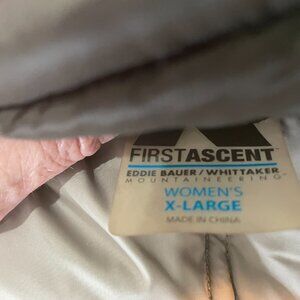 FIRSTASCENT
EDDIE BAUER / WHITTAKER
MOUNTAINEERING
WOMEN'S
X-LARGE
MADE IN CHINA